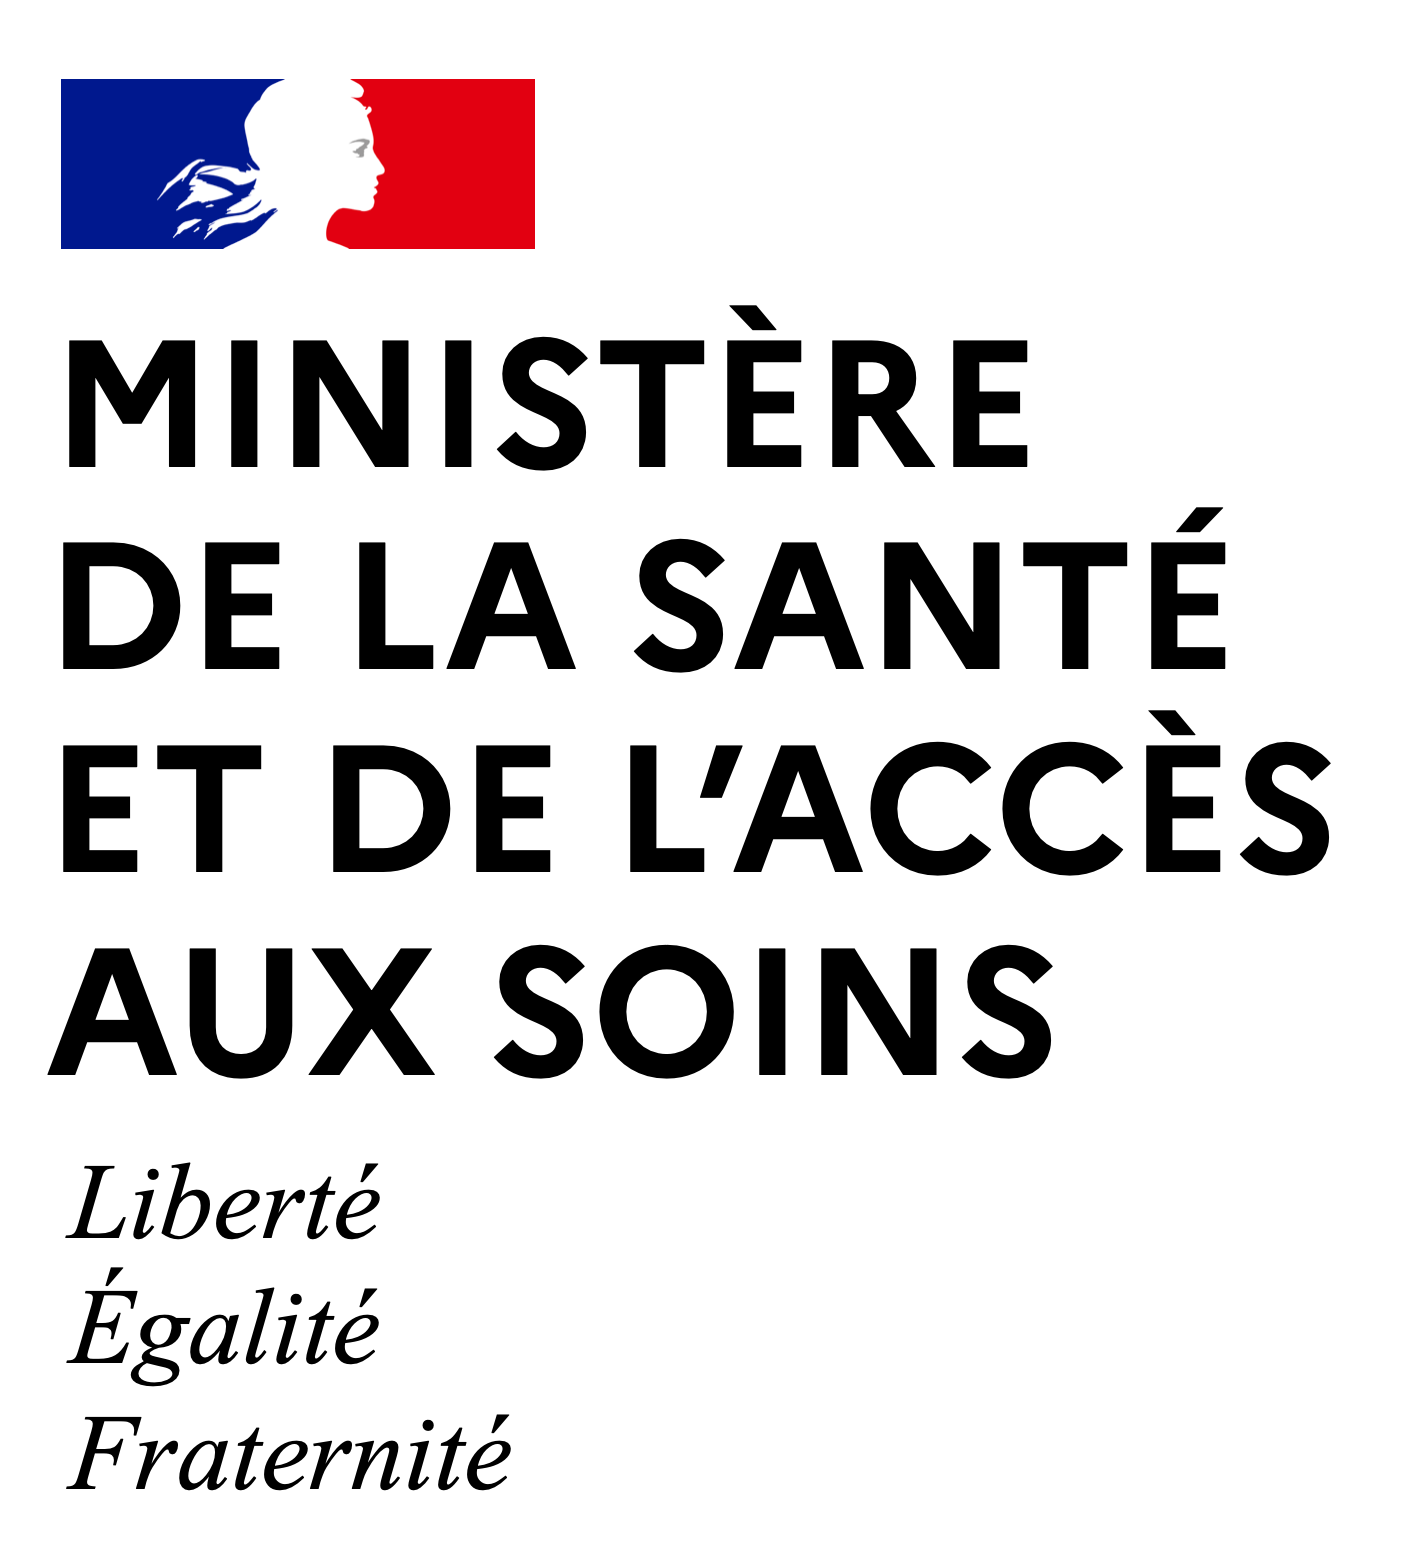 MINISTÈRE
DE LA SANTÉ
ET DE L’ACCÈS
AUX SOINS
Liberté
Égalité
Fraternité